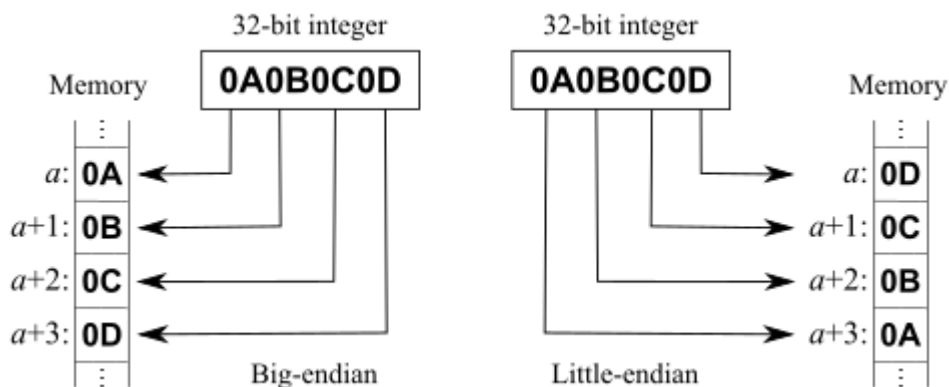 32-bit integer 32-bit integer
Memory 0A0B0C0D 0A0B0C0D Memory
⋮ ⋮
a: 0A a: 0D
a+1: 0B a+1: 0C
a+2: 0C a+2: 0B
a+3: 0D a+3: 0A
⋮ Big-endian Little-endian ⋮